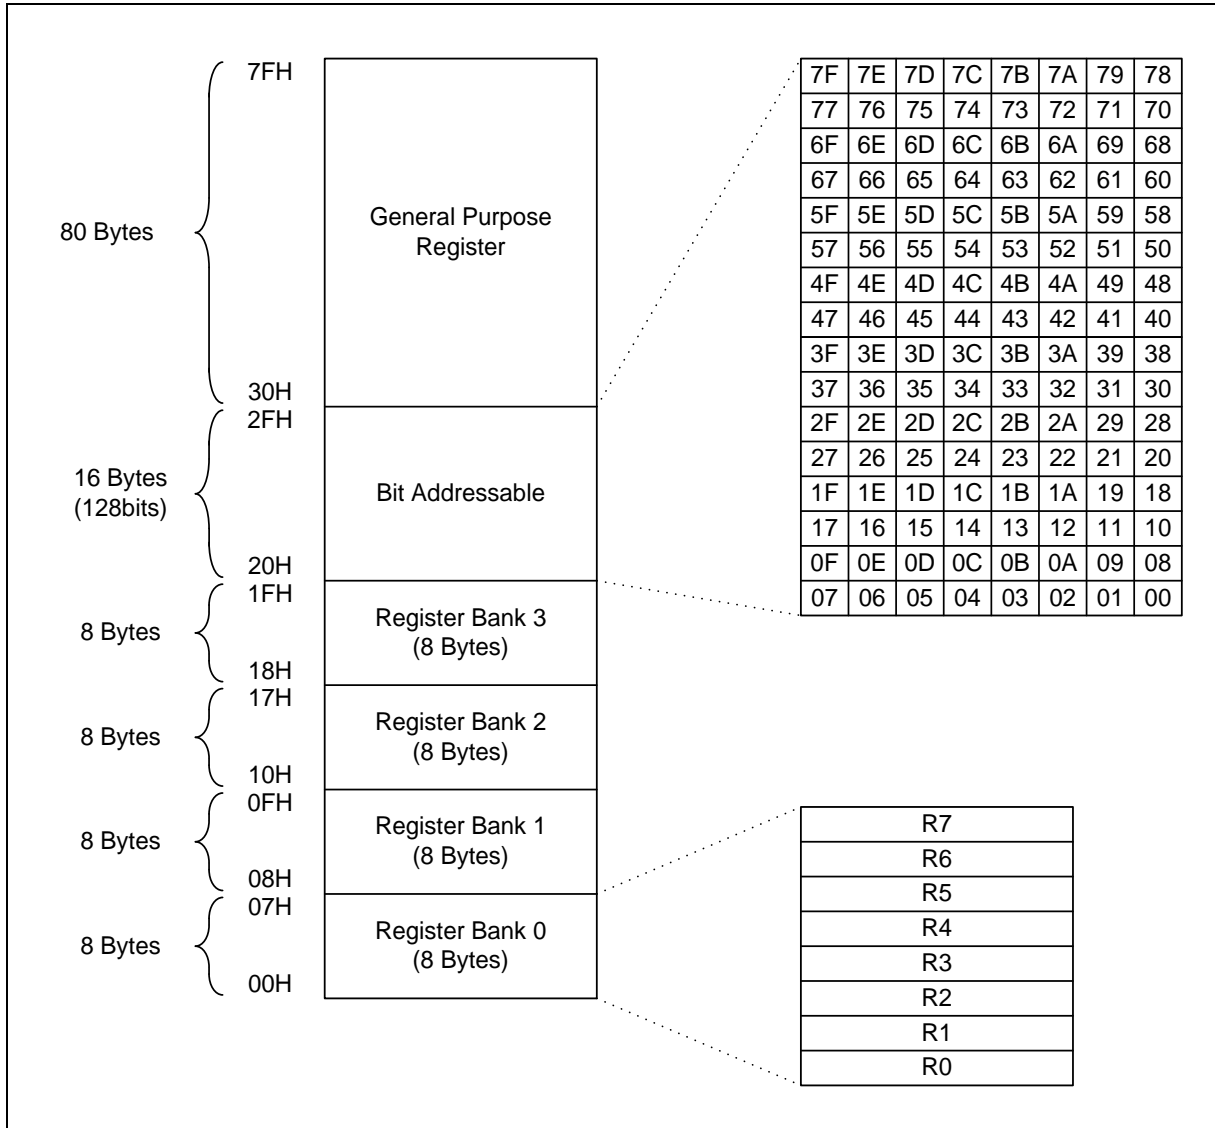 7FH
80 Bytes
General Purpose
Register
30H
2FH
16 Bytes
(128bits)
Bit Addressable
20H
1FH
8 Bytes
Register Bank 3
(8 Bytes)
18H
17H
8 Bytes
Register Bank 2
(8 Bytes)
10H
0FH
8 Bytes
Register Bank 1
(8 Bytes)
08H
07H
8 Bytes
Register Bank 0
(8 Bytes)
00H
7F 7E 7D 7C 7B 7A 79 78
77 76 75 74 73 72 71 70
6F 6E 6D 6C 6B 6A 69 68
67 66 65 64 63 62 61 60
5F 5E 5D 5C 5B 5A 59 58
57 56 55 54 53 52 51 50
4F 4E 4D 4C 4B 4A 49 48
47 46 45 44 43 42 41 40
3F 3E 3D 3C 3B 3A 39 38
37 36 35 34 33 32 31 30
2F 2E 2D 2C 2B 2A 29 28
27 26 25 24 23 22 21 20
1F 1E 1D 1C 1B 1A 19 18
17 16 15 14 13 12 11 10
0F 0E 0D 0C 0B 0A 09 08
07 06 05 04 03 02 01 00
R7
R6
R5
R4
R3
R2
R1
R0